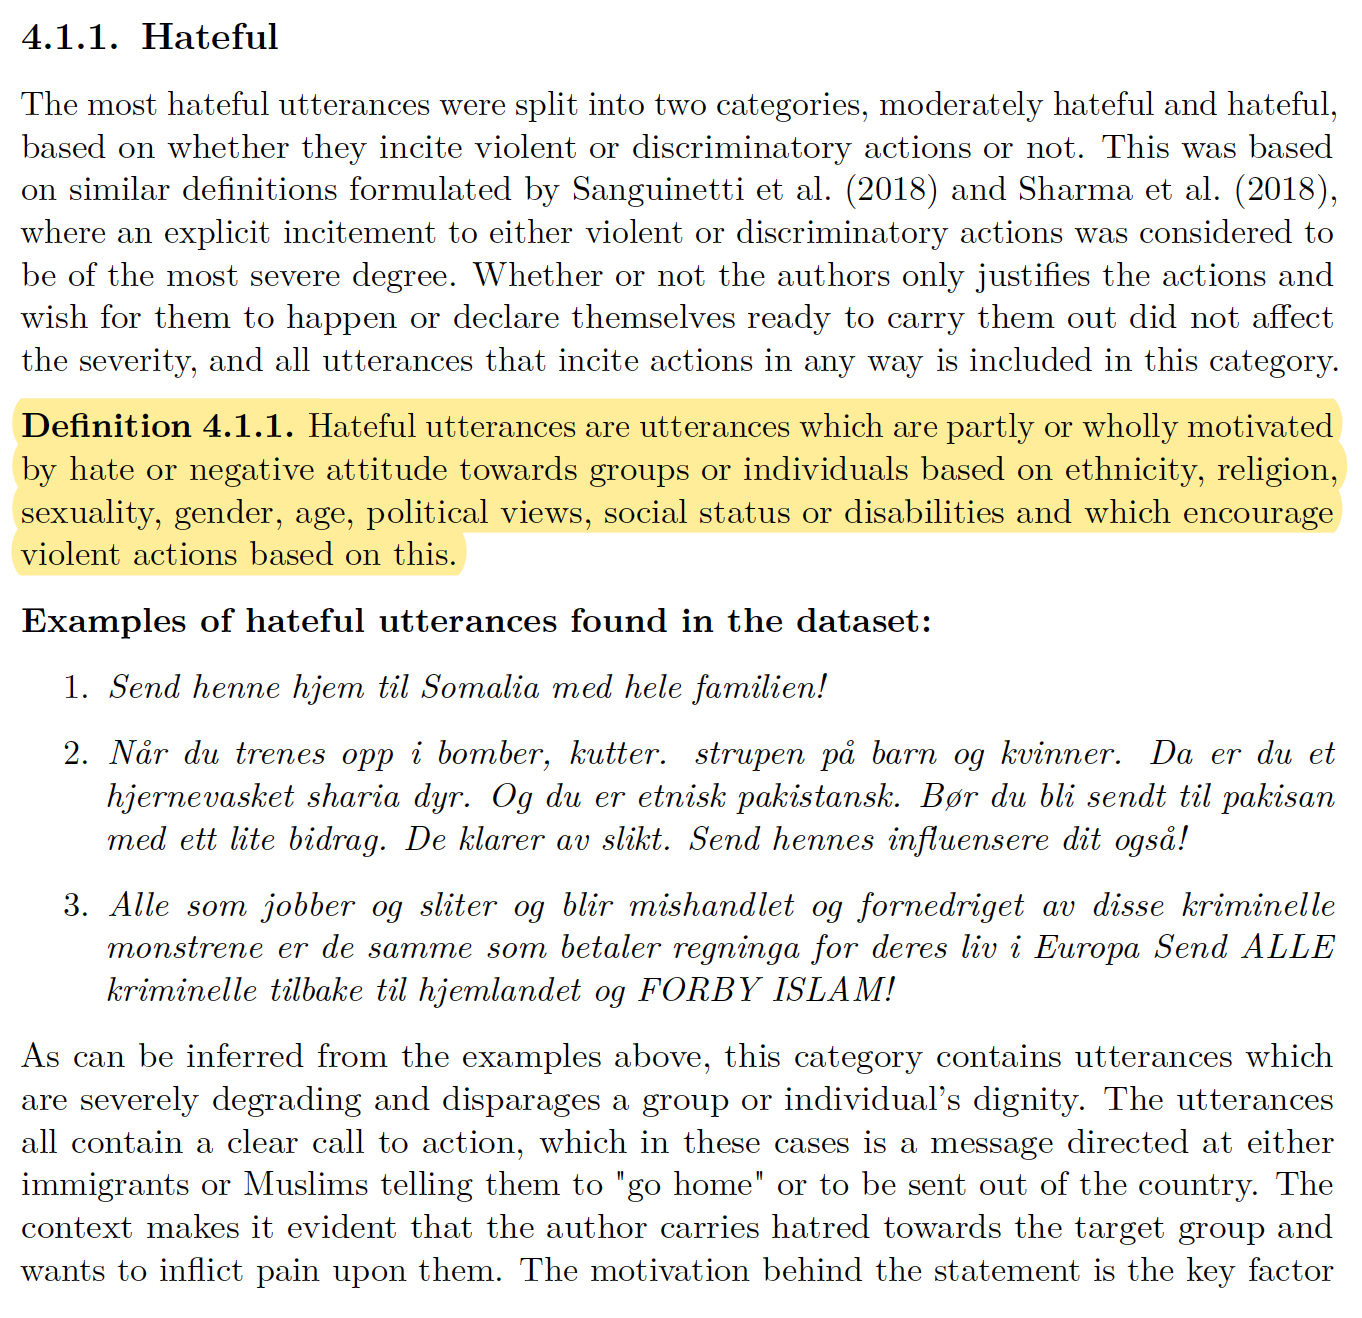 4.1.1. Hateful
The most hateful utterances were split into two categories, moderately hateful and hateful,
based on whether they incite violent or discriminatory actions or not. This was based
on similar definitions formulated by Sanguinetti et al. (2018) and Sharma et al. (2018),
where an explicit incitement to either violent or discriminatory actions was considered to
be of the most severe degree. Whether or not the authors only justifies the actions and
wish for them to happen or declare themselves ready to carry them out did not affect
the severity, and all utterances that incite actions in any way is included in this category.
Definition 4.1.1. Hateful utterances are utterances which are partly or wholly motivated
by hate or negative attitude towards groups or individuals based on ethnicity, religion,
sexuality, gender, age, political views, social status or disabilities and which encourage
violent actions based on this.
Examples of hateful utterances found in the dataset:
1. Send henne hjem til Somalia med hele familien!
2. Når du trenes opp i bomber, kutter. strupen på barn og kvinner. Da er du et
hjernevasket sharia dyr. Og du er etnisk pakistansk. Bør du bli sendt til pakisan
med ett lite bidrag. De klarer av slikt. Send hennes influensere dit også!
3. Alle som jobber og sliter og blir mishandlet og fornedriget av disse kriminelle
monstrene er de samme som betaler regninga for deres liv i Europa Send ALLE
kriminelle tilbake til hjemlandet og FORBY ISLAM!
As can be inferred from the examples above, this category contains utterances which
are severely degrading and disparages a group or individual's dignity. The utterances
all contain a clear call to action, which in these cases is a message directed at either
immigrants or Muslims telling them to "go home" or to be sent out of the country. The
context makes it evident that the author carries hatred towards the target group and
wants to inflict pain upon them. The motivation behind the statement is the key factor